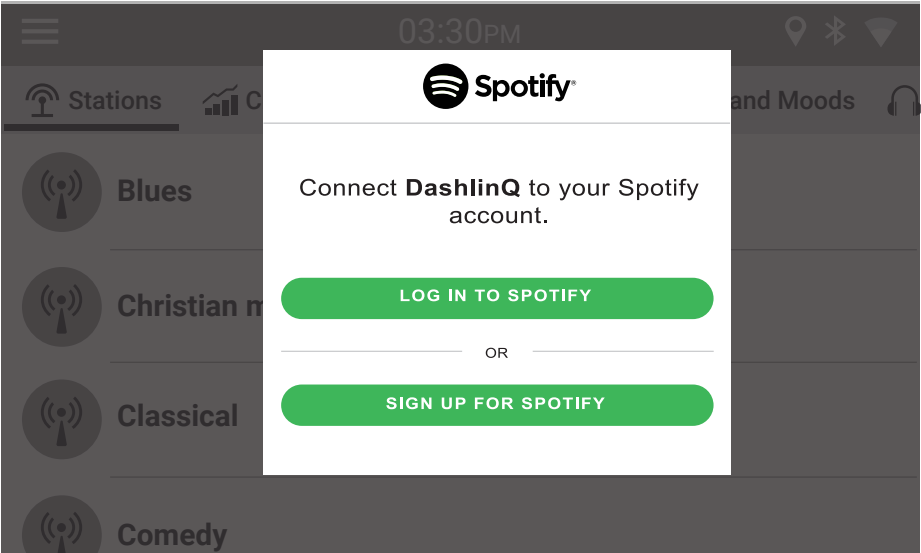 03:30PM
Stations
C
and Moods
Spotify®
Connect DashlinQ to your Spotify
account.
LOG IN TO SPOTIFY
OR
SIGN UP FOR SPOTIFY
Blues
Christian m
Classical
Comedy